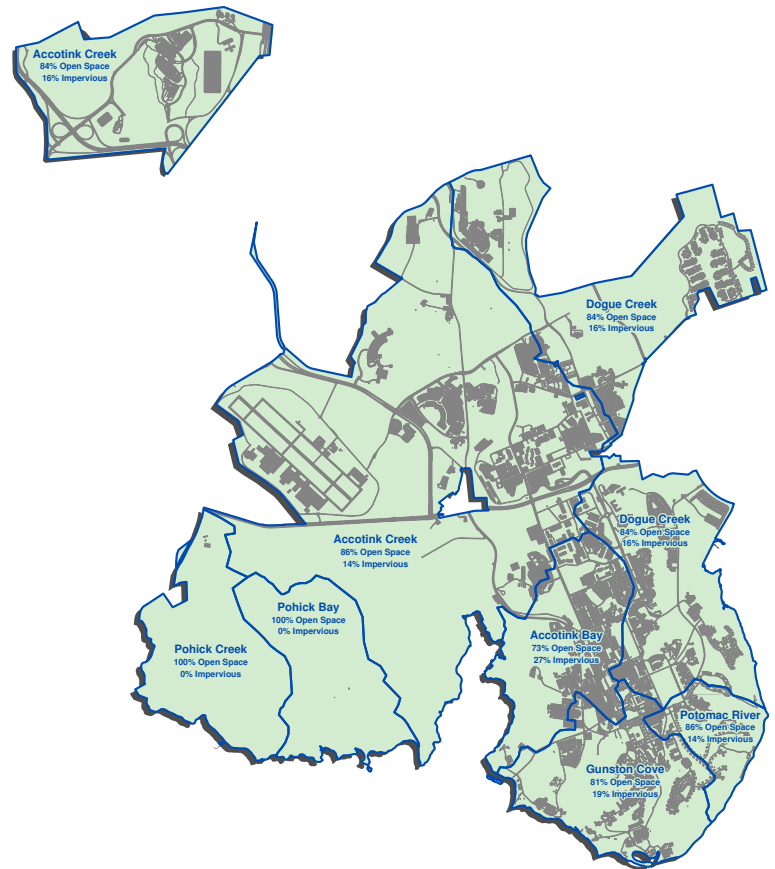 Accotink Creek
84% Open Space
16% Impervious
Dogue Creek
84% Open Space
16% Impervious
Dogue Creek
84% Open Space
16% Impervious
Accotink Creek
86% Open Space
14% Impervious
Pohick Bay
100% Open Space
0% Impervious
Pohick Creek
100% Open Space
0% Impervious
Accotink Bay
73% Open Space
27% Impervious
Potomac River
86% Open Space
14% Impervious
Gunston Cove
81% Open Space
19% Impervious